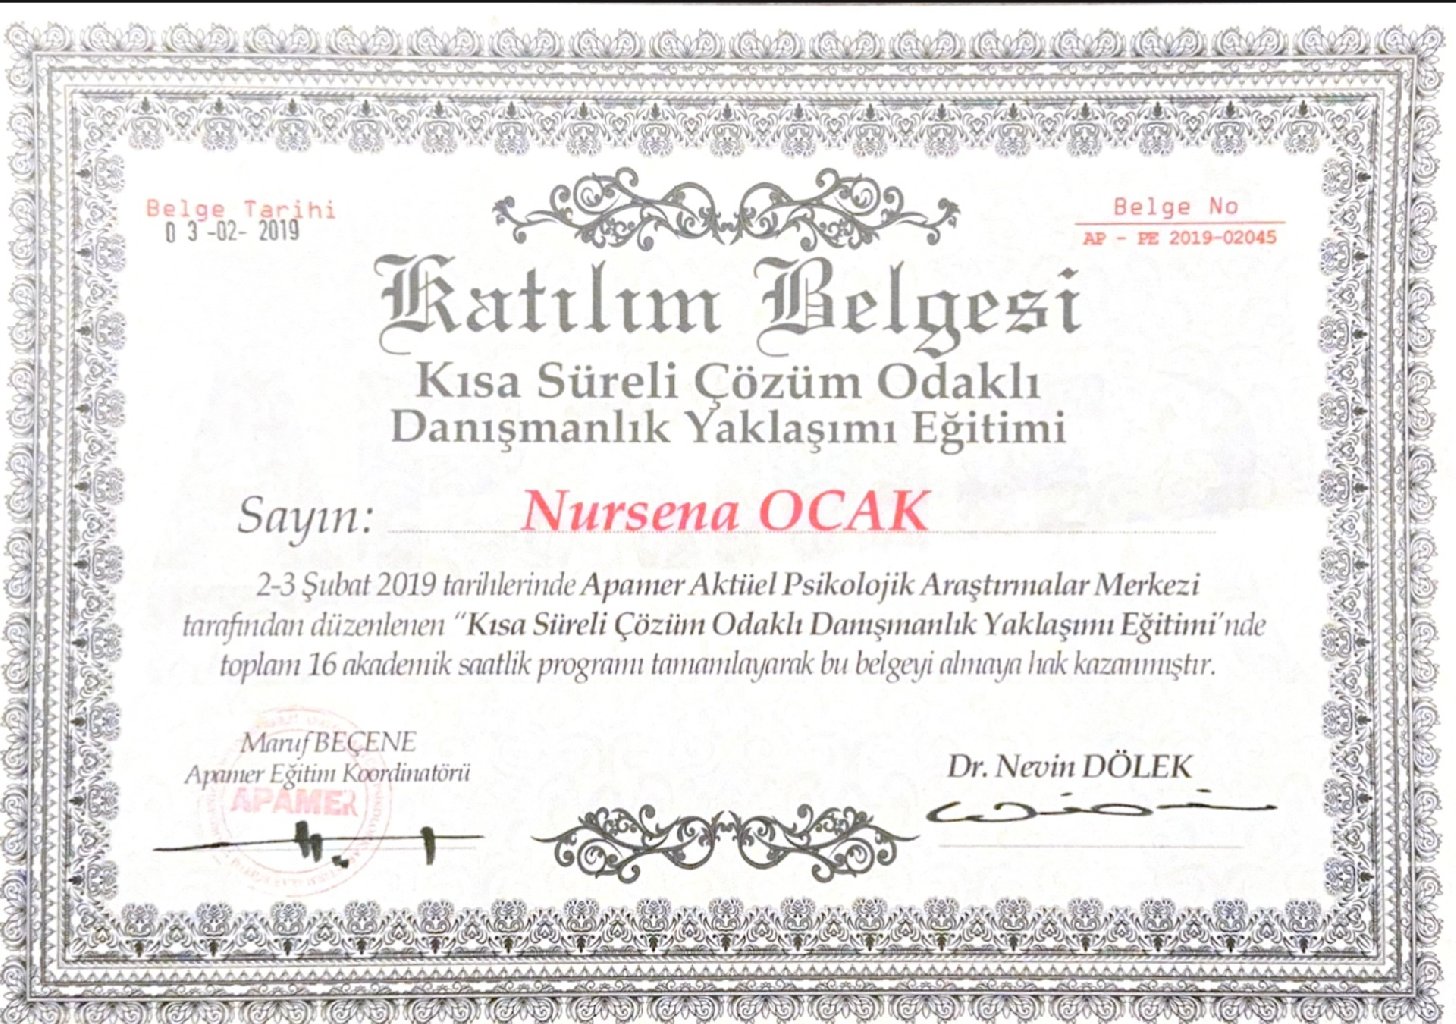 Belge Tarihi
03-02-2019
Belge No
AP - PE 2019-02045
Katılım Belgesi
Kısa Süreli Çözüm Odaklı
Danışmanlık Yaklaşımı Eğitimi
Sayın: Nursena OCAK
2-3 Şubat 2019 tarihlerinde Apamer Aktüel Psikolojik Araştırmalar Merkezi
tarafından düzenlenen “Kısa Süreli Çözüm Odaklı Danışmanlık Yaklaşımı Eğitimi’nde
toplam 16 akademik saatlik programı tamamlayarak bu belgeyi almaya hak kazanmıştır.
Maruf BEÇENE
Apamer Eğitim Koordinatörü
APAMER
Dr. Nevin DÖLEK